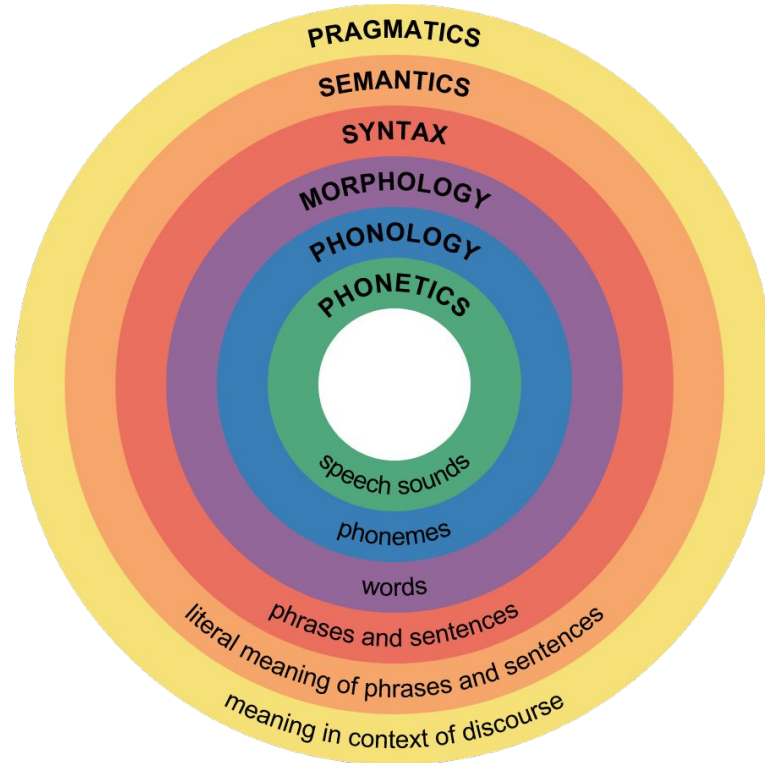 PRAGMATICS
SEMANTICS
SYNTAX
MORPHOLOGY
PHONOLOGY
PHONETICS
speech sounds
phonemes
words
phrases and sentences
literal meaning of phrases and sentences
meaning in context of discourse